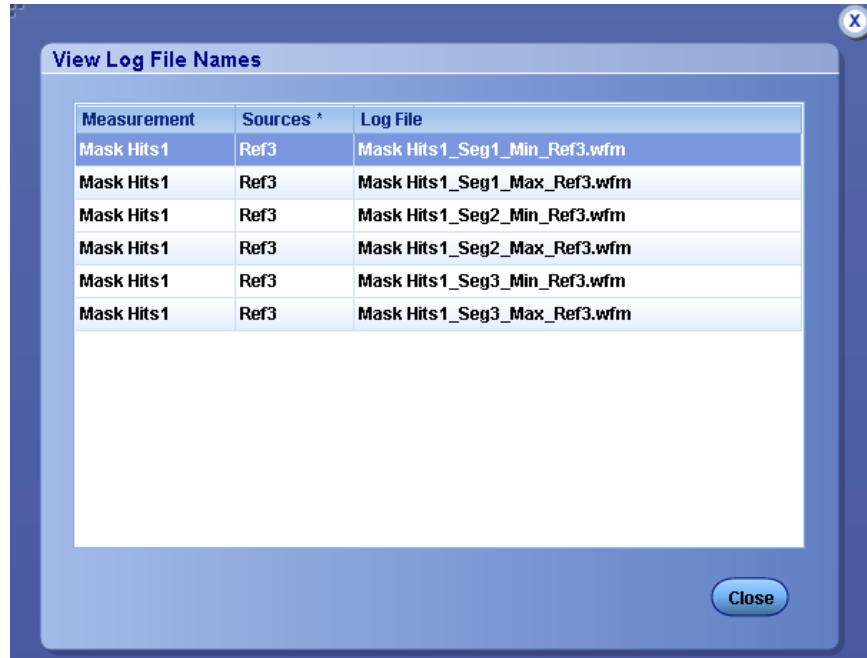 X
View Log File Names
Measurement Sources * Log File
Mask Hits1 Ref3 Mask Hits1_Seg1_Min_Ref3.wfm
Mask Hits1 Ref3 Mask Hits1_Seg1_Max_Ref3.wfm
Mask Hits1 Ref3 Mask Hits1_Seg2_Min_Ref3.wfm
Mask Hits1 Ref3 Mask Hits1_Seg2_Max_Ref3.wfm
Mask Hits1 Ref3 Mask Hits1_Seg3_Min_Ref3.wfm
Mask Hits1 Ref3 Mask Hits1_Seg3_Max_Ref3.wfm
Close